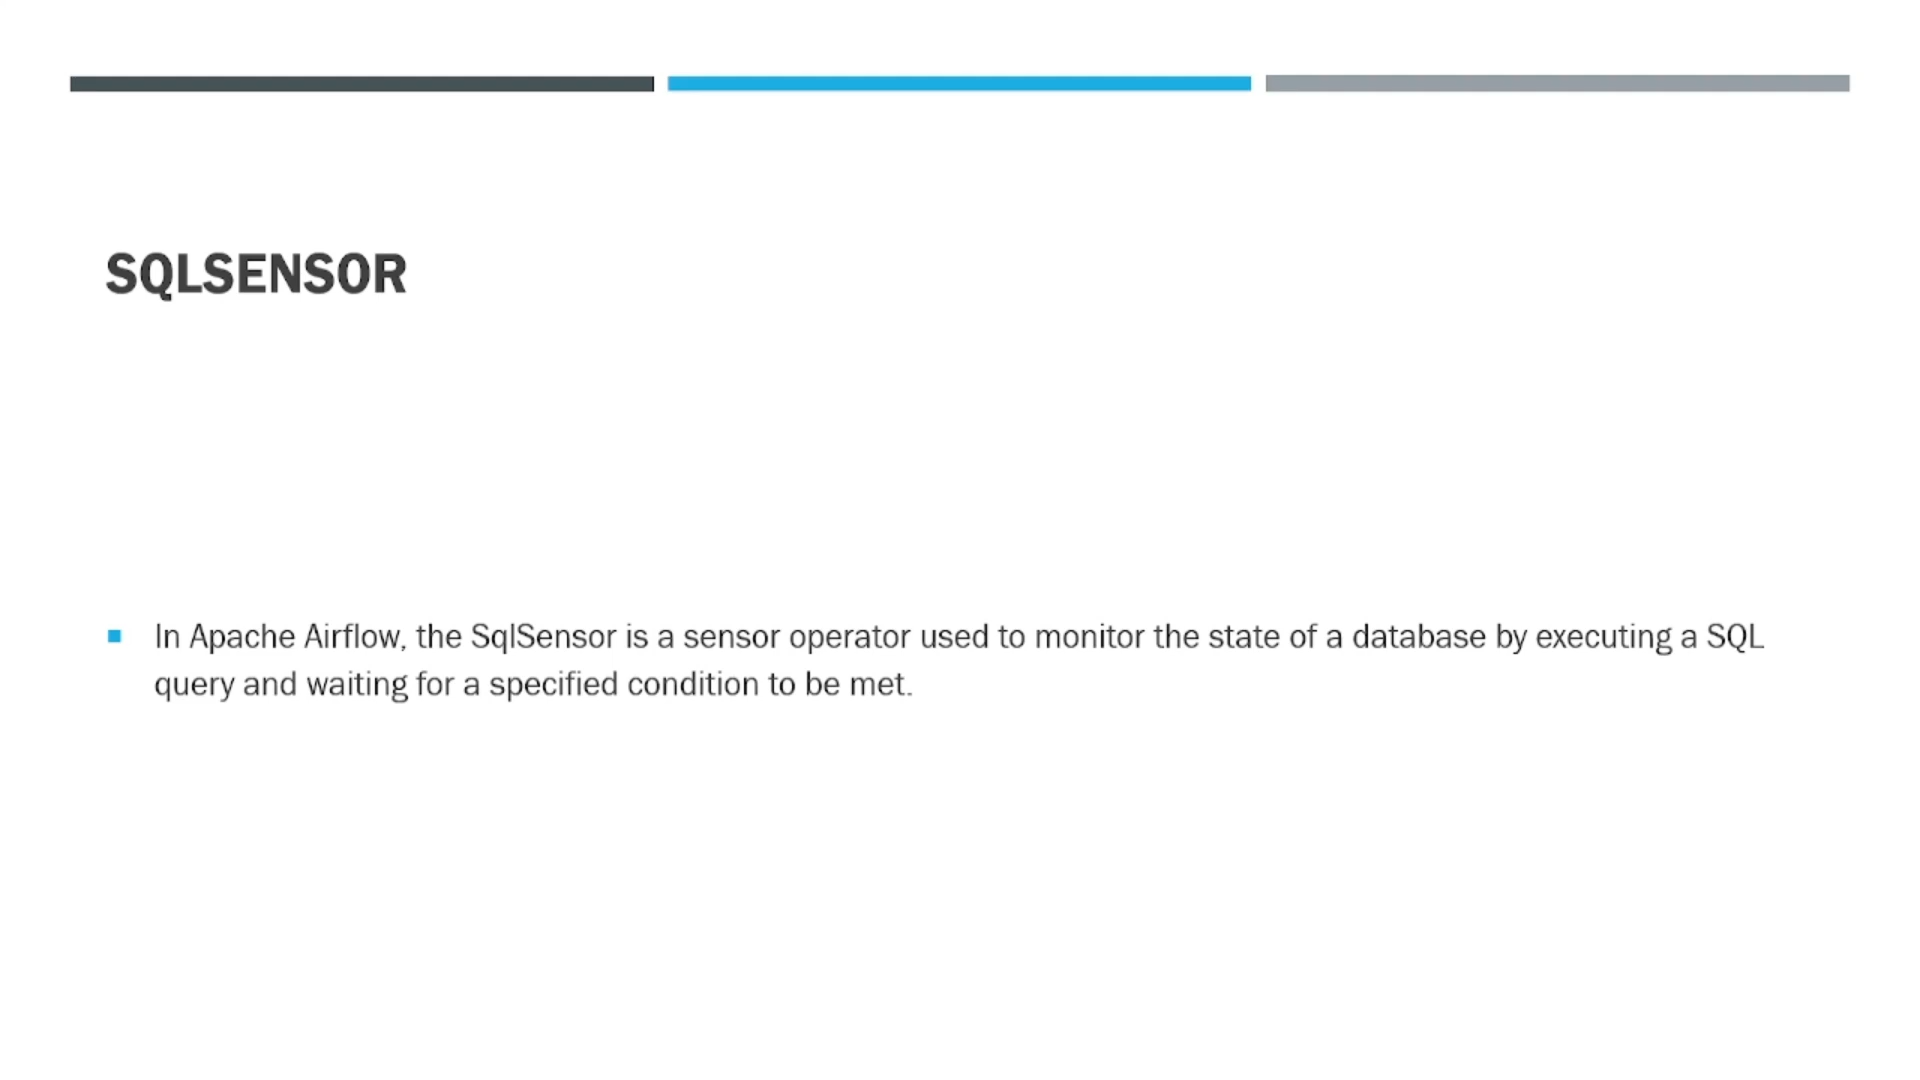 SQLSENSOR
In Apache Airflow, the SqlSensor is a sensor operator used to monitor the state of a database by executing a SQL
query and waiting for a specified condition to be met.